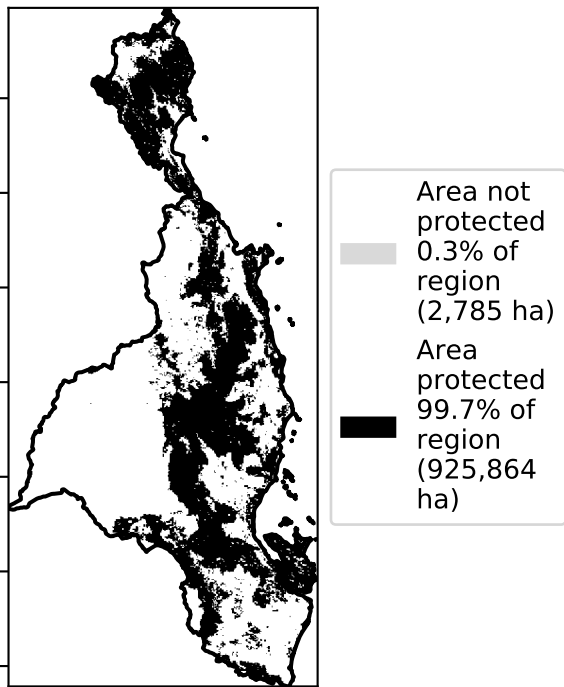 Area not
protected
0.3% of
region
(2,785 ha)
Area
protected
99.7% of
region
(925,864
ha)